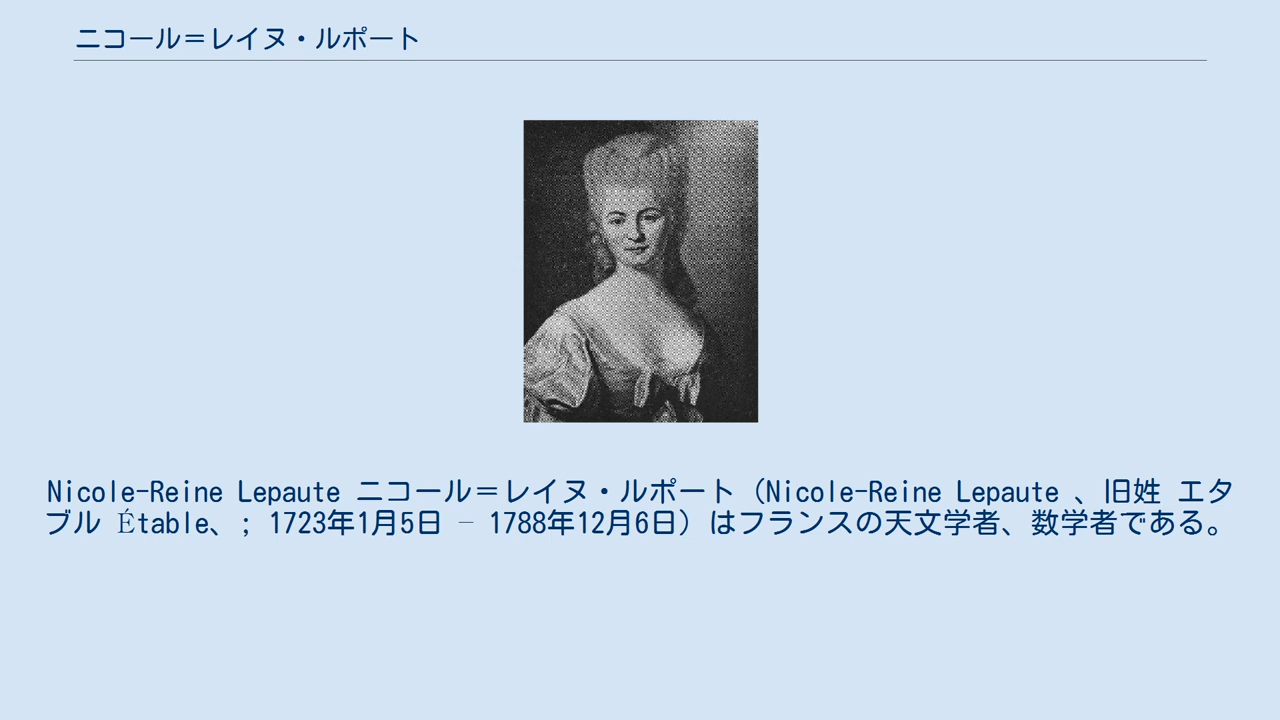 ニコール＝レイヌ・ルポート
Nicole-Reine Lepaute ニコール＝レイヌ・ルポート（Nicole-Reine Lepaute 、旧姓 エタ
ブル Étable、; 1723年1月5日 – 1788年12月6日）はフランスの天文学者、数学者である。